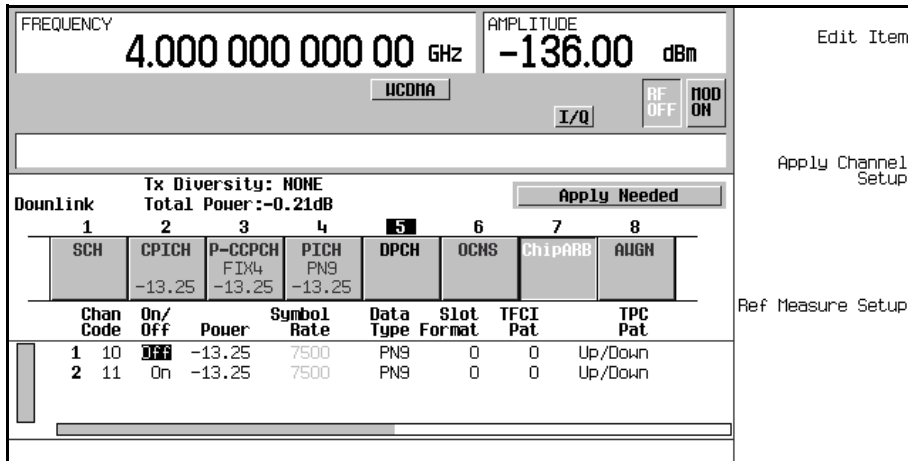 FREQUENCY
4.000 000 000 00 GHz
AMPLITUDE
-136.00 dBm
WCDMA
I/Q
RF OFF
MOD ON
Edit Item
Apply Channel Setup
Ref Measure Setup
Tx Diversity: NONE
Downlink Total Power:-0.21dB
Apply Needed
1 2 3 4 5 6 7 8
SCH CPICH P-CCPCH PICH DPCH OCNS ChipARB AWGN
FIX4 PN9
-13.25 -13.25 -13.25
Chan On/ Symbol Data Slot TFCI TPC
Code Off Power Rate Type Format Pat Pat
1 10 Off -13.25 7500 PN9 0 0 Up/Down
2 11 On -13.25 7500 PN9 0 0 Up/Down